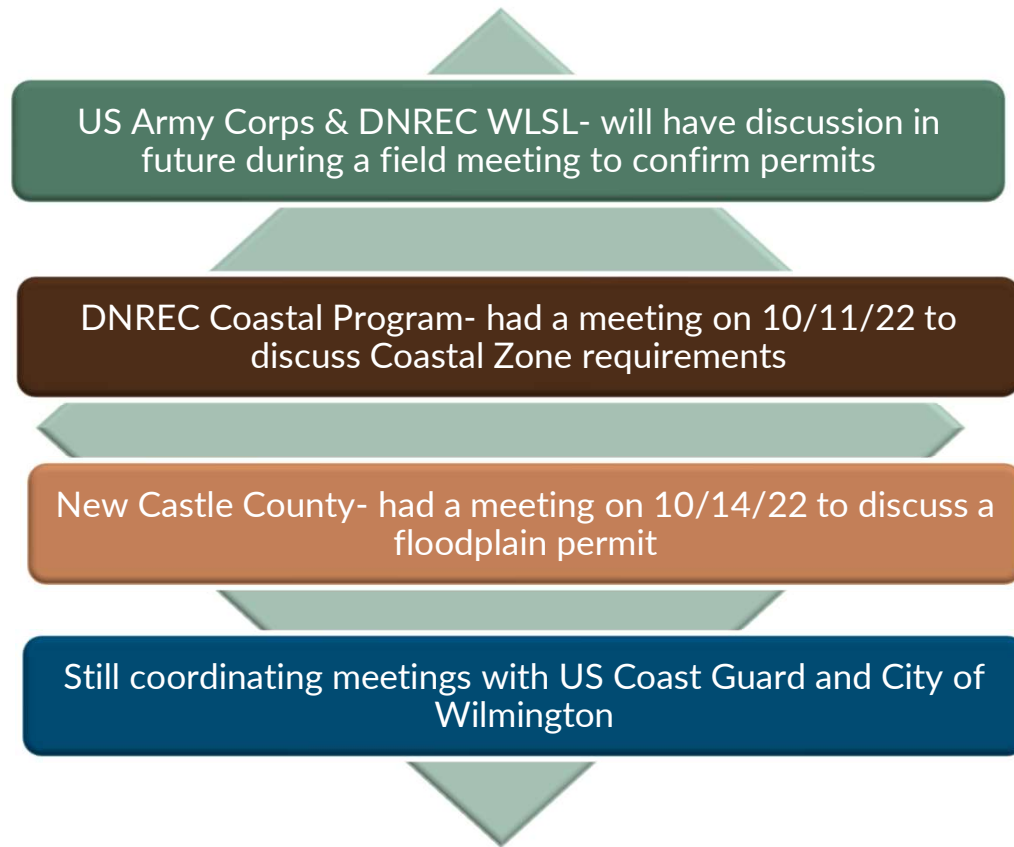 US Army Corps & DNREC WLSL- will have discussion in
future during a field meeting to confirm permits
DNREC Coastal Program- had a meeting on 10/11/22 to
discuss Coastal Zone requirements
New Castle County- had a meeting on 10/14/22 to discuss a
floodplain permit
Still coordinating meetings with US Coast Guard and City of
Wilmington